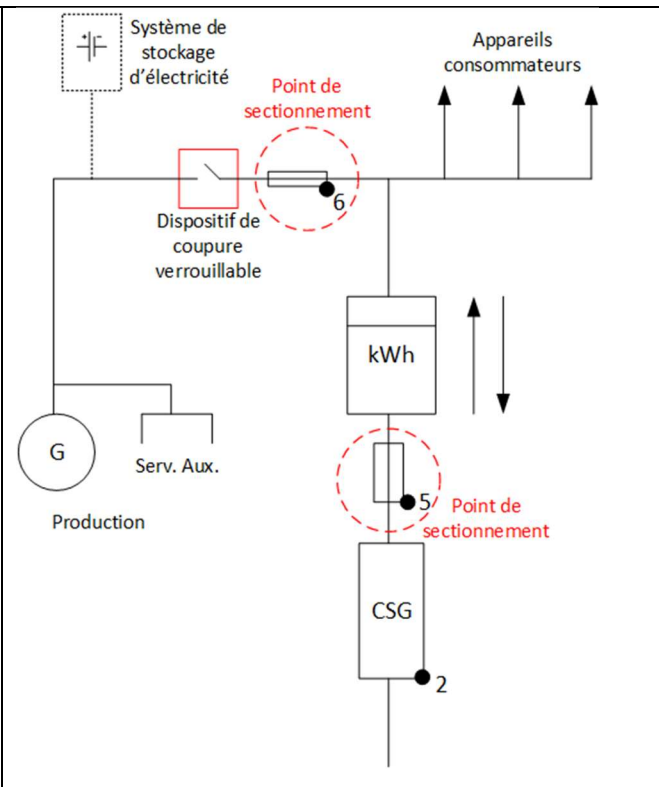 Système de
stockage
d'électricité
Appareils
consommateurs
Point de
sectionnement
6
Dispositif de
coupure
verrouillable
kWh
G
Serv. Aux.
Production
5
Point de
sectionnement
CSG
2